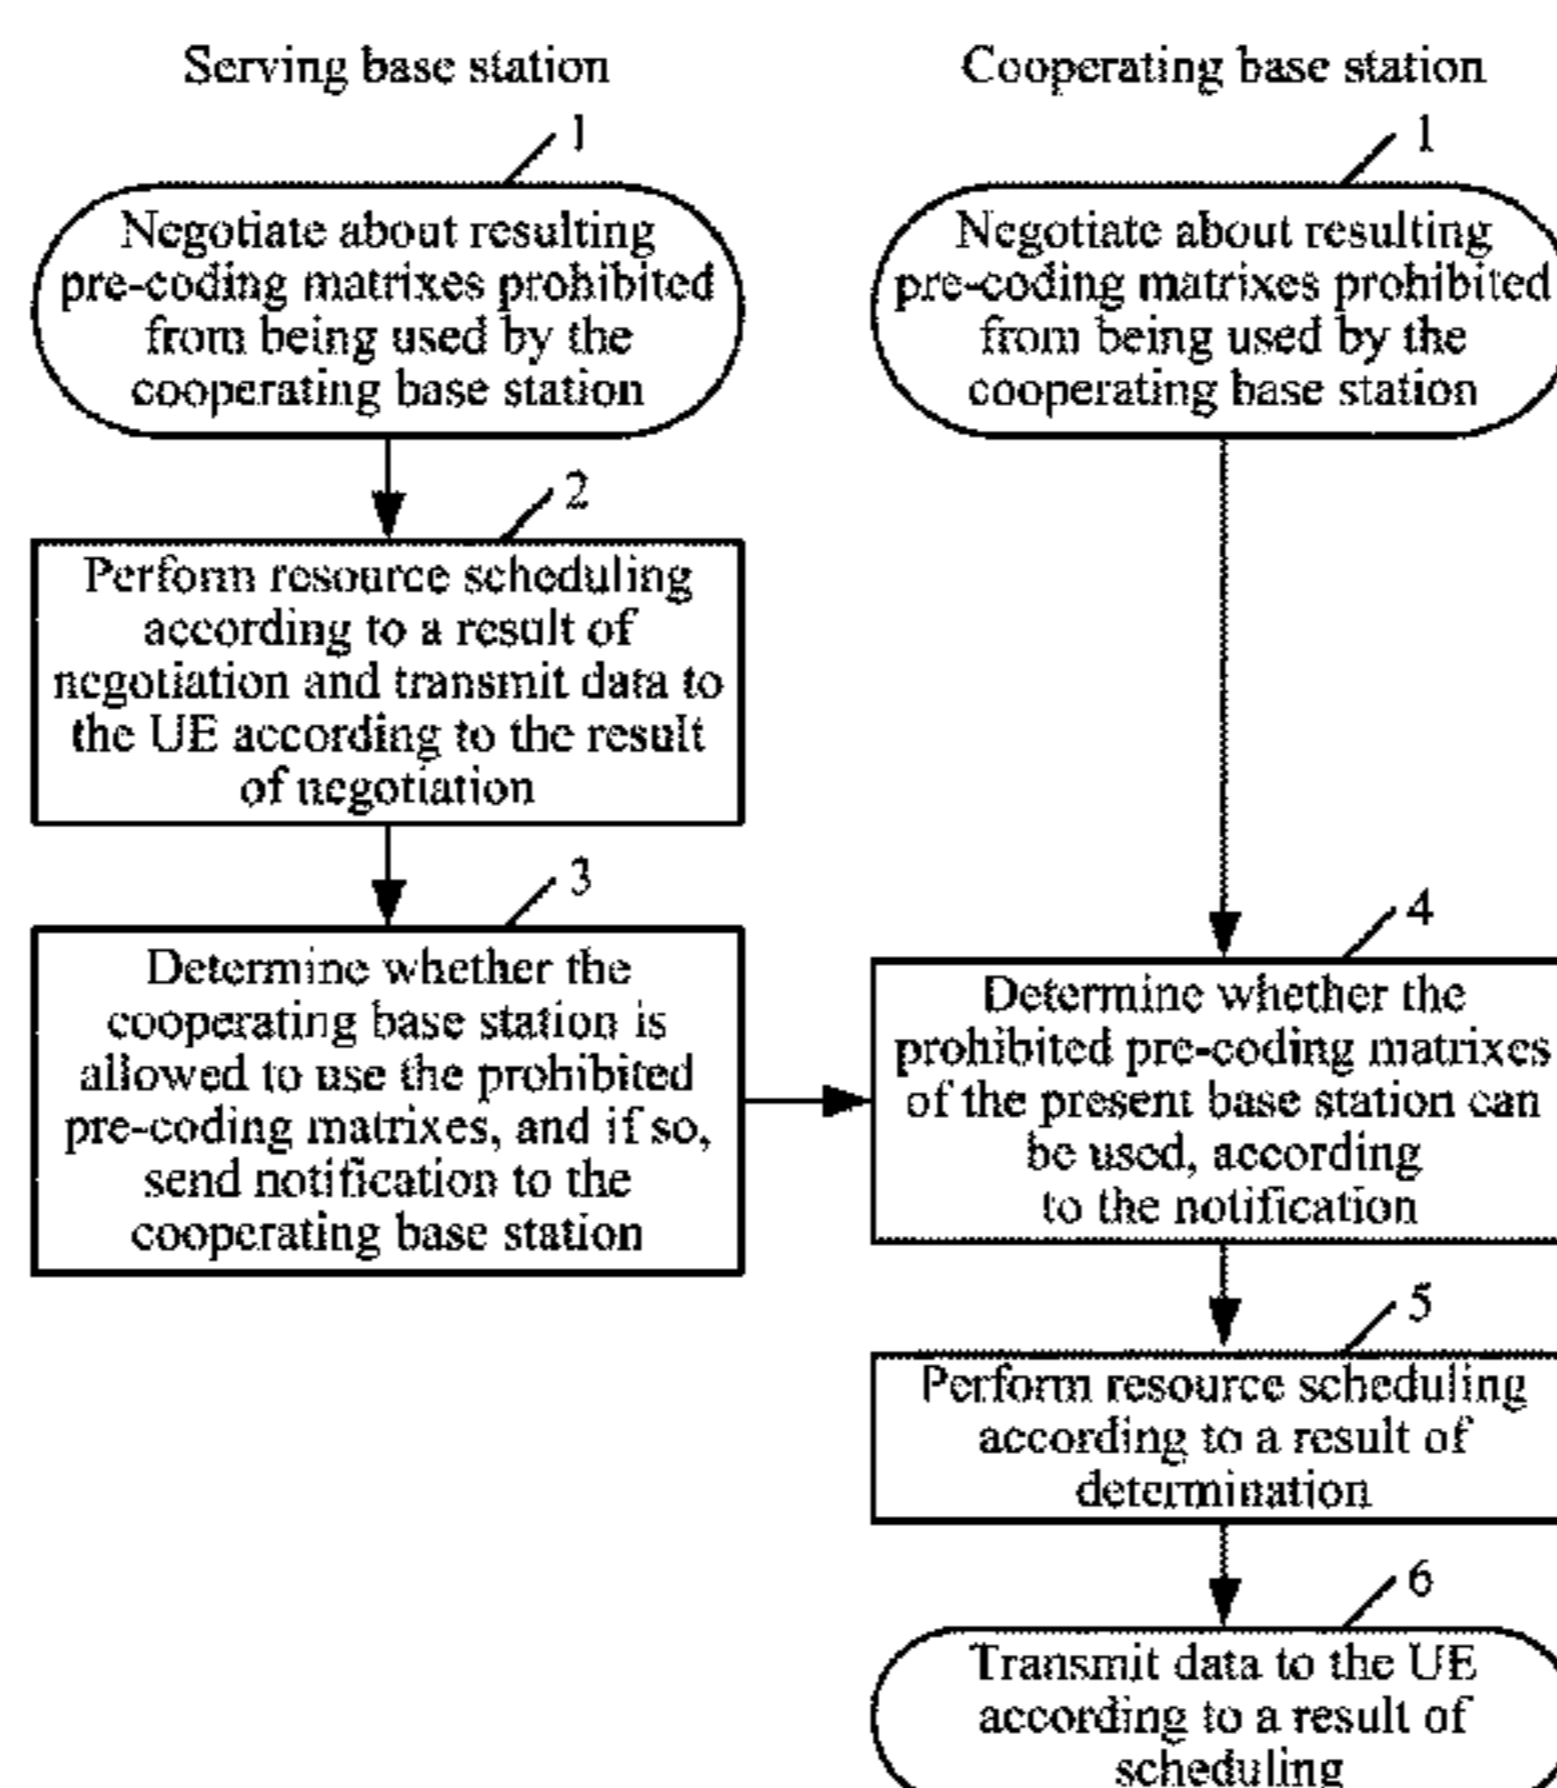 Serving base station
1
Negotiate about resulting
pre-coding matrixes prohibited
from being used by the
cooperating base station
2
Perform resource scheduling
according to a result of
negotiation and transmit data to
the UE according to the result
of negotiation
3
Determine whether the
cooperating base station is
allowed to use the prohibited
pre-coding matrixes, and if so,
send notification to the
cooperating base station
Cooperating base station
1
Negotiate about resulting
pre-coding matrixes prohibited
from being used by the
cooperating base station
4
Determine whether the
prohibited pre-coding matrixes
of the present base station can
be used, according
to the notification
5
Perform resource scheduling
according to a result of
determination
6
Transmit data to the UE
according to a result of
scheduling